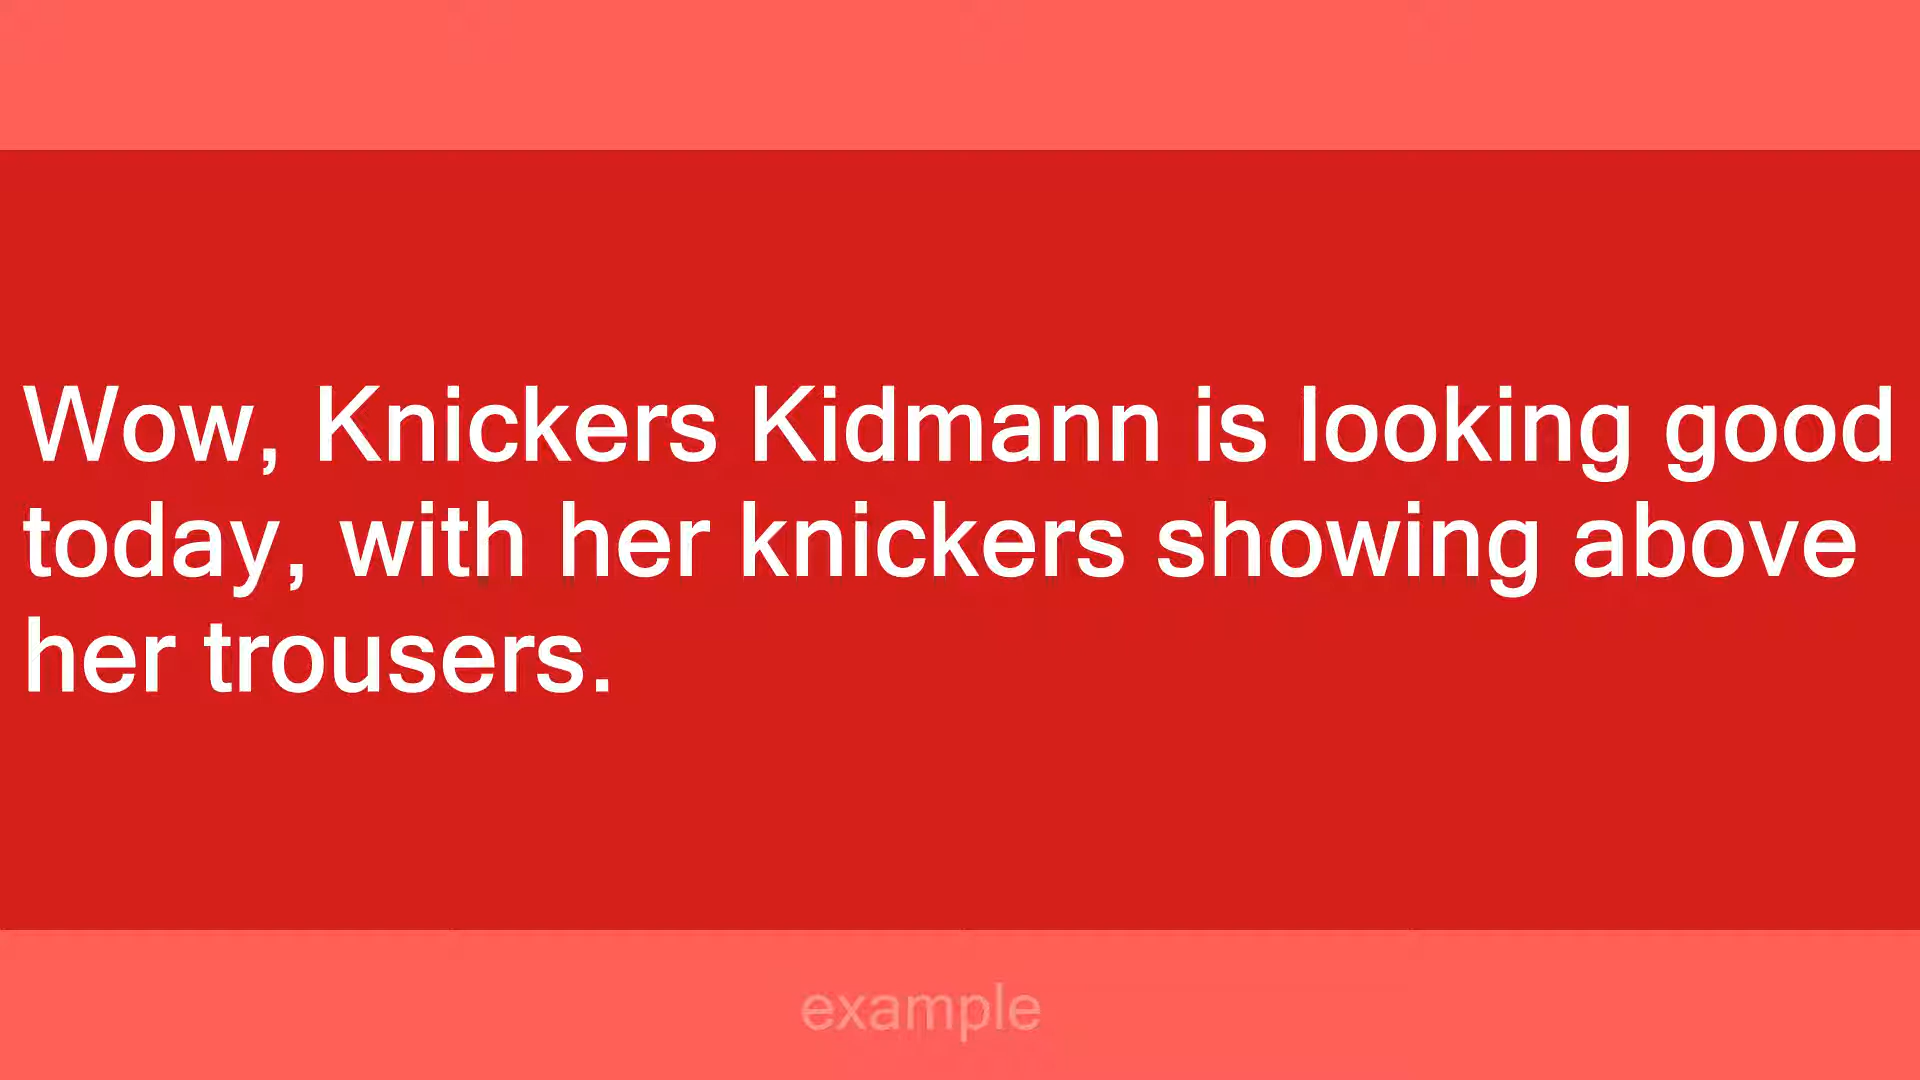 Wow, Knickers Kidmann is looking good
today, with her knickers showing above
her trousers.
example